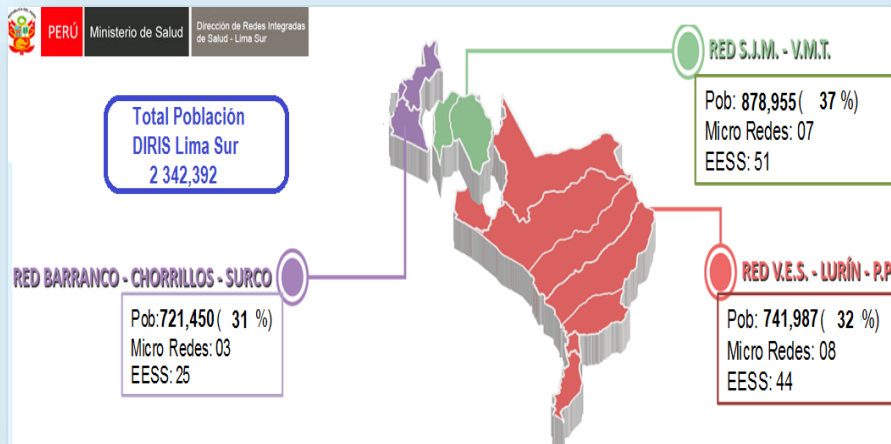 PERÚ
Ministerio de Salud
Dirección de Redes Integradas
de Salud - Lima Sur
Total Población
DIRIS Lima Sur
2 342,392
RED S.J.M. - V.M.T.
Pob: 878,955( 37 %)
Micro Redes: 07
EESS: 51
RED BARRANCO - CHORRILLOS - SURCO
Pob:721,450( 31 %)
Micro Redes: 03
EESS: 25
RED V.E.S. - LURÍN - P.P
Pob: 741,987( 32 %)
Micro Redes: 08
EESS: 44